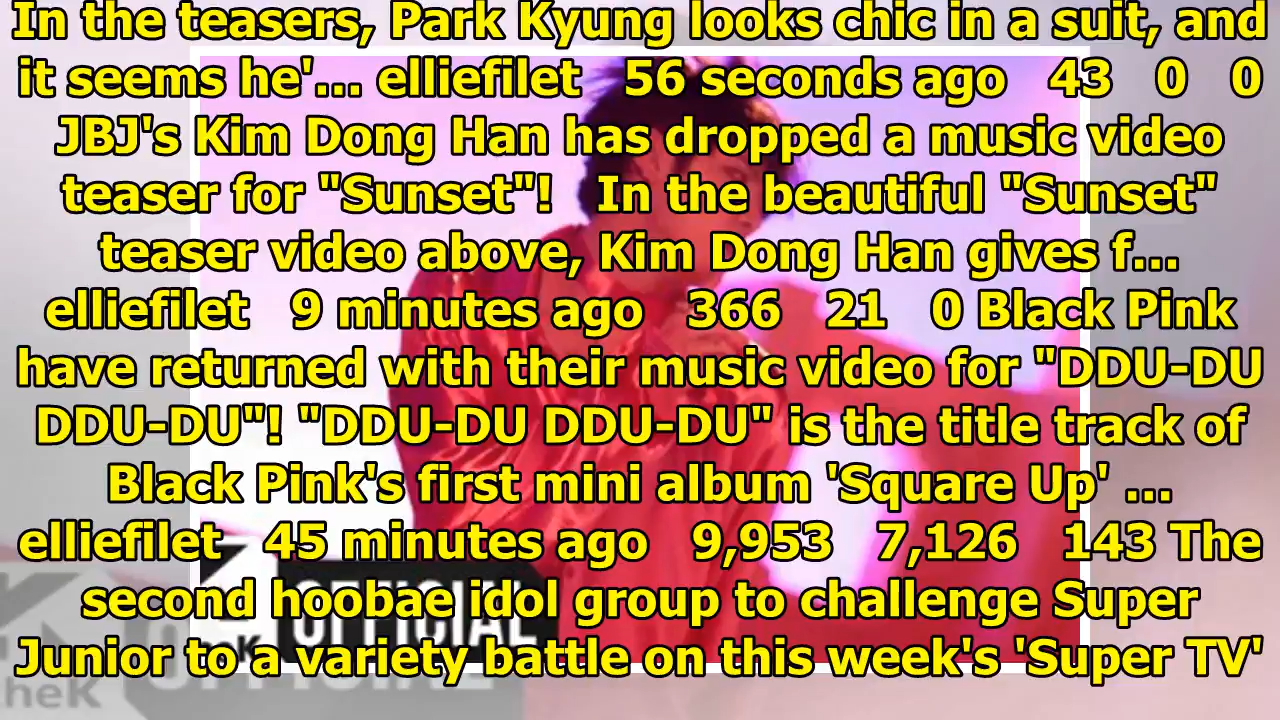 In the teasers, Park Kyung looks chic in a suit, and
it seems he'... elliefilet 56 seconds ago 43 0 0
JBJ's Kim Dong Han has dropped a music video
teaser for "Sunset"! In the beautiful "Sunset"
teaser video above, Kim Dong Han gives f...
elliefilet 9 minutes ago 366 21 0 Black Pink
have returned with their music video for "DDU-DU
DDU-DU"! "DDU-DU DDU-DU" is the title track of
Black Pink's first mini album 'Square Up' ...
elliefilet 45 minutes ago 9,953 7,126 143 The
second hoobae idol group to challenge Super
Junior to a variety battle on this week's 'Super TV'
OFFICIAL
heK OFFICIAL